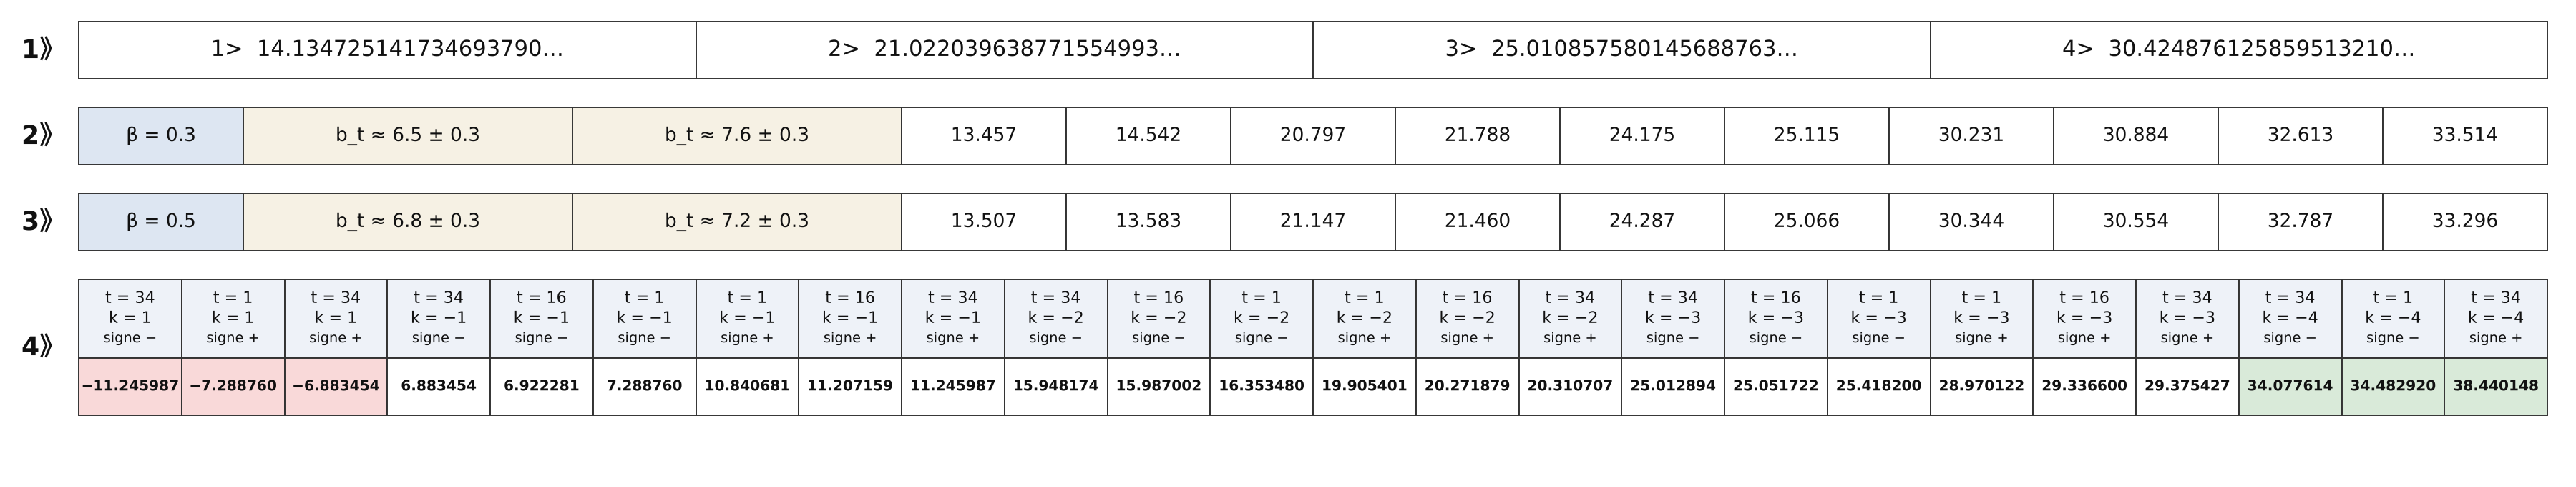 1⟫ 1> 14.134725141734693790... 2> 21.022039638771554993... 3> 25.010857580145688763... 4> 30.424876125859513210...
2⟫ β = 0.3 b_t ≈ 6.5 ± 0.3 b_t ≈ 7.6 ± 0.3 13.457 14.542 20.797 21.788 24.175 25.115 30.231 30.884 32.613 33.514
3⟫ β = 0.5 b_t ≈ 6.8 ± 0.3 b_t ≈ 7.2 ± 0.3 13.507 13.583 21.147 21.460 24.287 25.066 30.344 30.554 32.787 33.296
t = 34 t = 1 t = 34 t = 34 t = 16 t = 1 t = 1 t = 16 t = 34 t = 34 t = 16 t = 1 t = 1 t = 16 t = 34 t = 34 t = 16 t = 1 t = 1 t = 16 t = 34 t = 34 t = 1 t = 34
k = 1 k = 1 k = 1 k = −1 k = −1 k = −1 k = −1 k = −1 k = −1 k = −2 k = −2 k = −2 k = −2 k = −2 k = −2 k = −3 k = −3 k = −3 k = −3 k = −3 k = −3 k = −4 k = −4 k = −4
signe − signe + signe + signe − signe − signe − signe + signe + signe + signe − signe − signe − signe + signe + signe + signe − signe − signe − signe + signe + signe + signe − signe − signe +
4⟫
−11.245987 −7.288760 −6.883454 6.883454 6.922281 7.288760 10.840681 11.207159 11.245987 15.948174 15.987002 16.353480 19.905401 20.271879 20.310707 25.012894 25.051722 25.418200 28.970122 29.336600 29.375427 34.077614 34.482920 38.440148